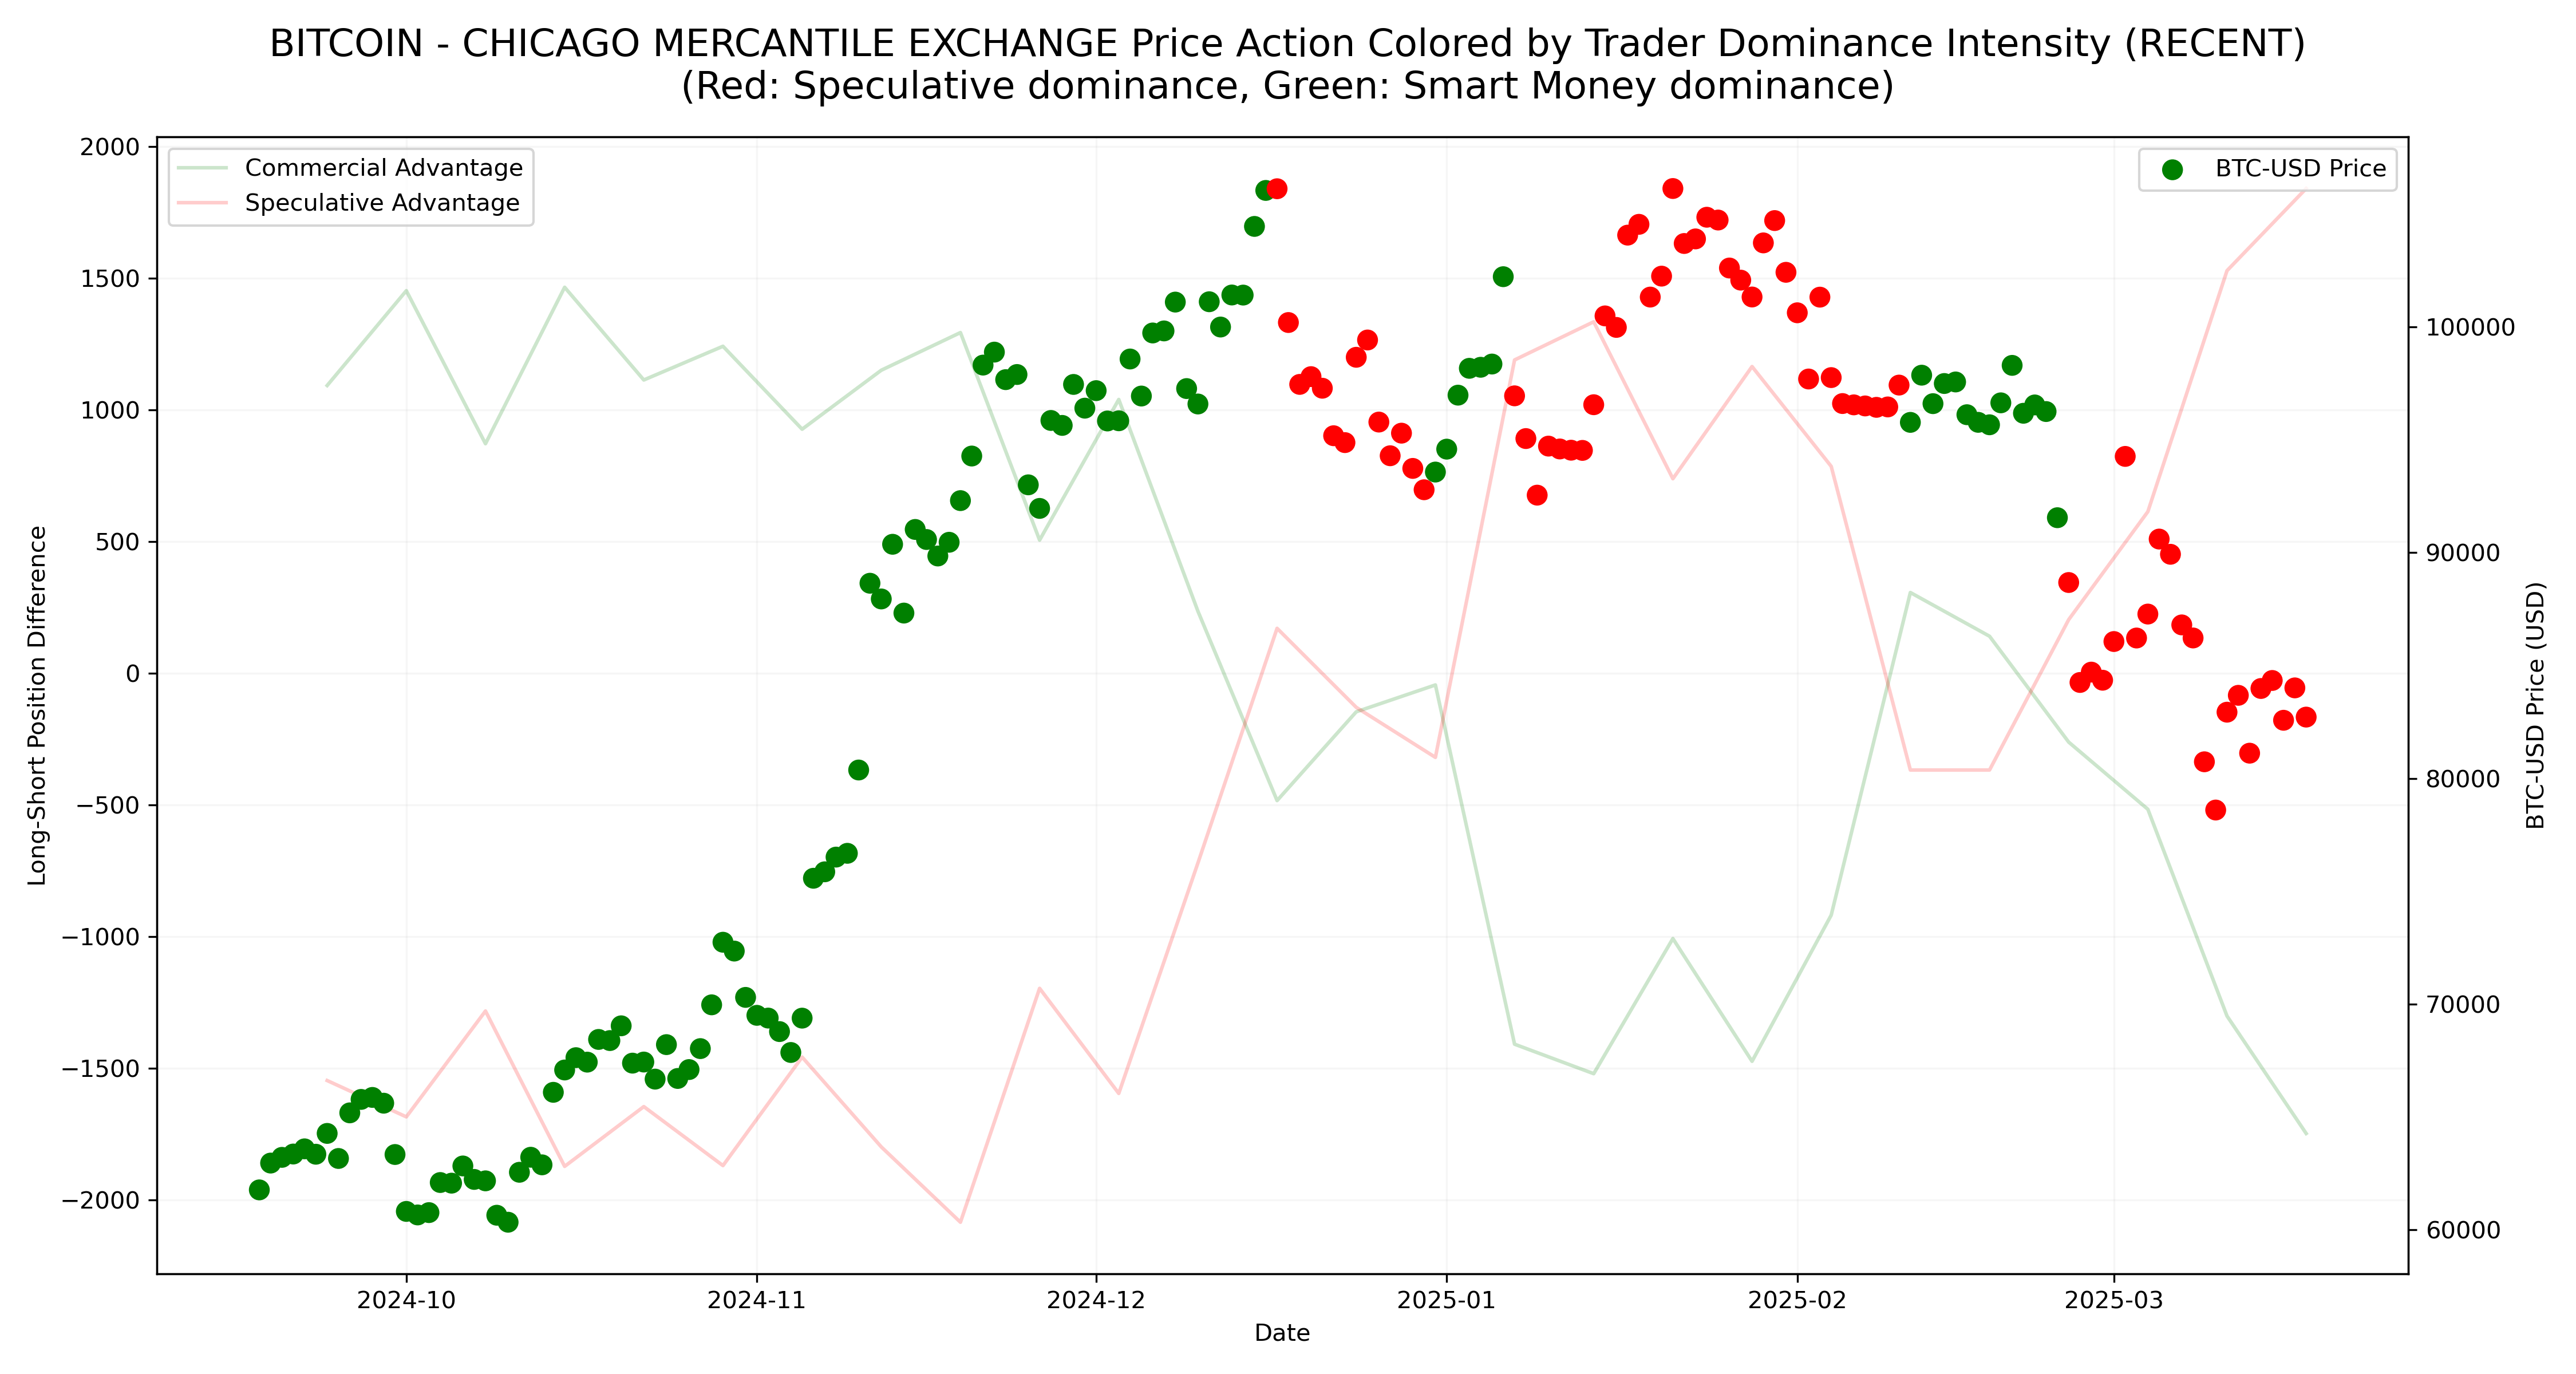 BITCOIN - CHICAGO MERCANTILE EXCHANGE Price Action Colored by Trader Dominance Intensity (RECENT)
(Red: Speculative dominance, Green: Smart Money dominance)
Commercial Advantage
Speculative Advantage
BTC-USD Price
2000
1500
1000
500
0
−500
−1000
−1500
−2000
Long-Short Position Difference
100000
90000
80000
70000
60000
BTC-USD Price (USD)
2024-10
2024-11
2024-12
2025-01
2025-02
2025-03
Date